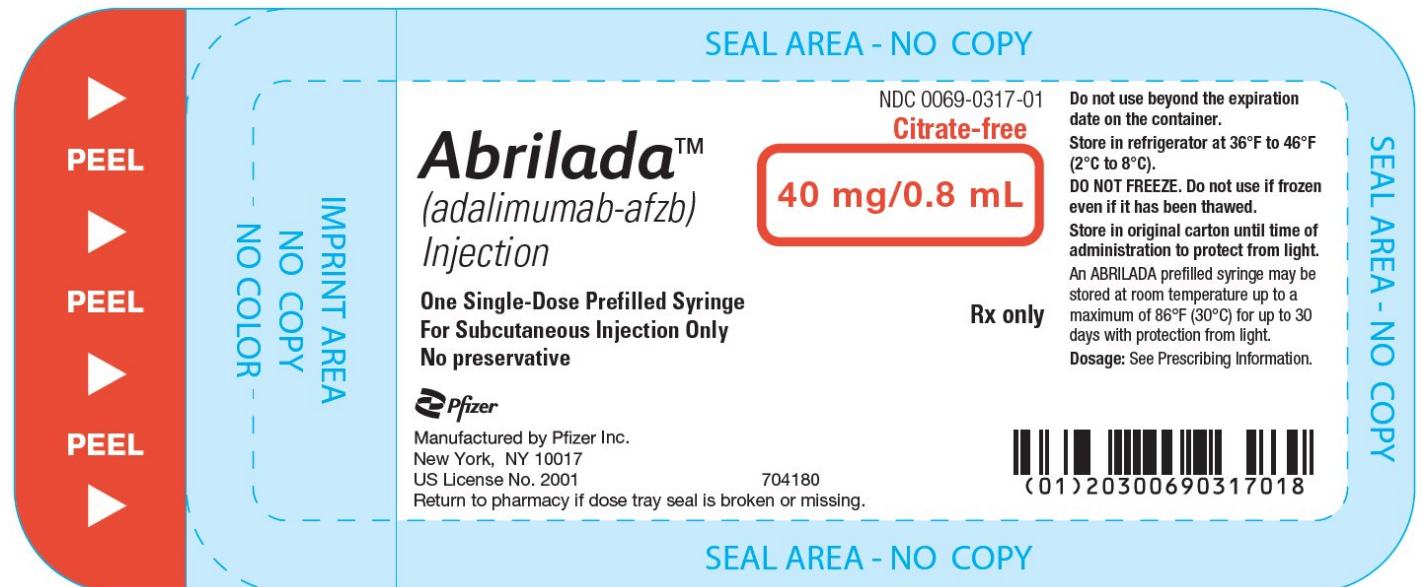 SEAL AREA - NO COPY
PEEL
PEEL
PEEL
IMPRINT AREA
NO COPY
NO COLOR
Abrilada™
(adalimumab-afzb)
Injection
One Single-Dose Prefilled Syringe
For Subcutaneous Injection Only
No preservative
Pfizer
Manufactured by Pfizer Inc.
New York, NY 10017
US License No. 2001
704180
Return to pharmacy if dose tray seal is broken or missing.
NDC 0069-0317-01
Citrate-free
40 mg/0.8 mL
Rx only
Do not use beyond the expiration
date on the container.
Store in refrigerator at 36°F to 46°F
(2°C to 8°C).
DO NOT FREEZE. Do not use if frozen
even if it has been thawed.
Store in original carton until time of
administration to protect from light.
An ABRILADA prefilled syringe may be
stored at room temperature up to a
maximum of 86°F (30°C) for up to 30
days with protection from light.
Dosage: See Prescribing Information.
(01)20300690317018
SEAL AREA - NO COPY
SEAL AREA - NO COPY